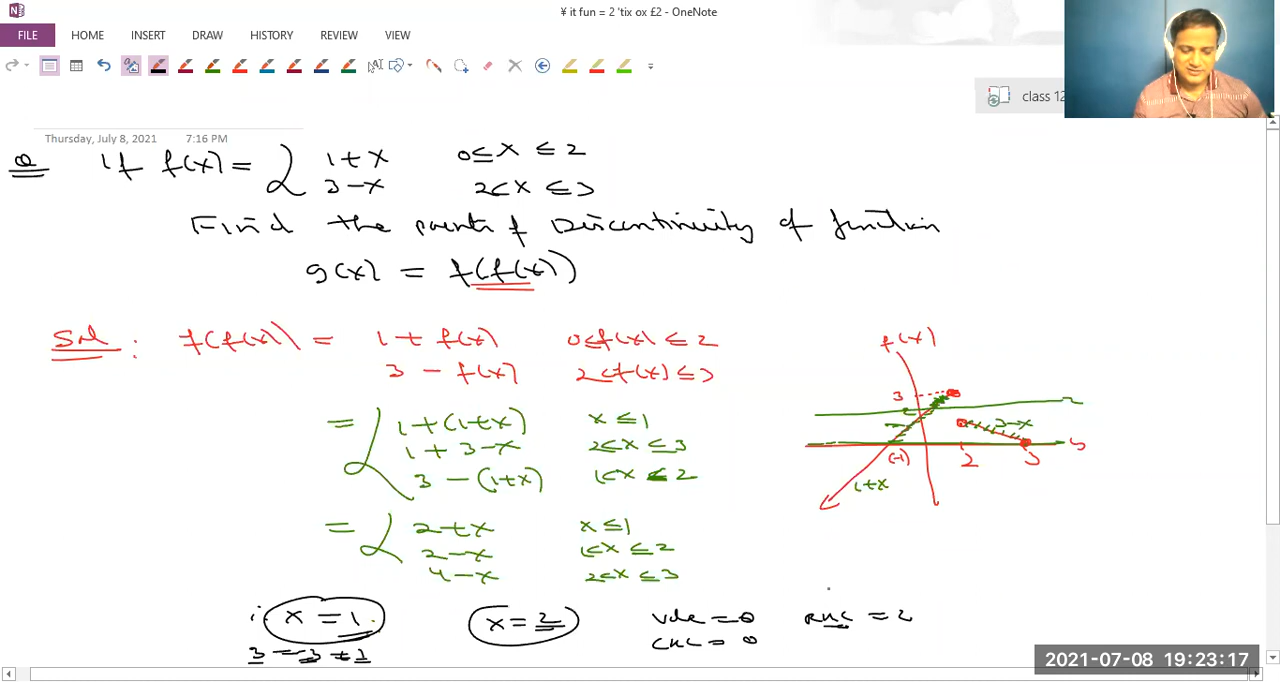 ¥ it fun = 2 'tix ox £2 - OneNote
FILE HOME INSERT DRAW HISTORY REVIEW VIEW
class 12
Thursday, July 8, 2021 7:16 PM
Q If f(x) = { 1+x 0≤x≤2
3-x 2<x≤3
Find the points of Discontinuity of function
g(x) = f(f(x))
Sol : f(f(x)) = 1 + f(x) 0≤f(x)≤2
3 - f(x) 2<f(x)≤3
= { 1+(1+x) x≤1
1+3-x 2<x≤3
3-(1+x) 1<x≤2
= { 2+x x≤1
2-x 1<x≤2
4-x 2<x≤3
x=1 x=2 VAL=0 RHL=2
3=3≠1 LHL=0
f(x)
3
2
3-x
(-1) 2 3
1+x
2021-07-08 19:23:17